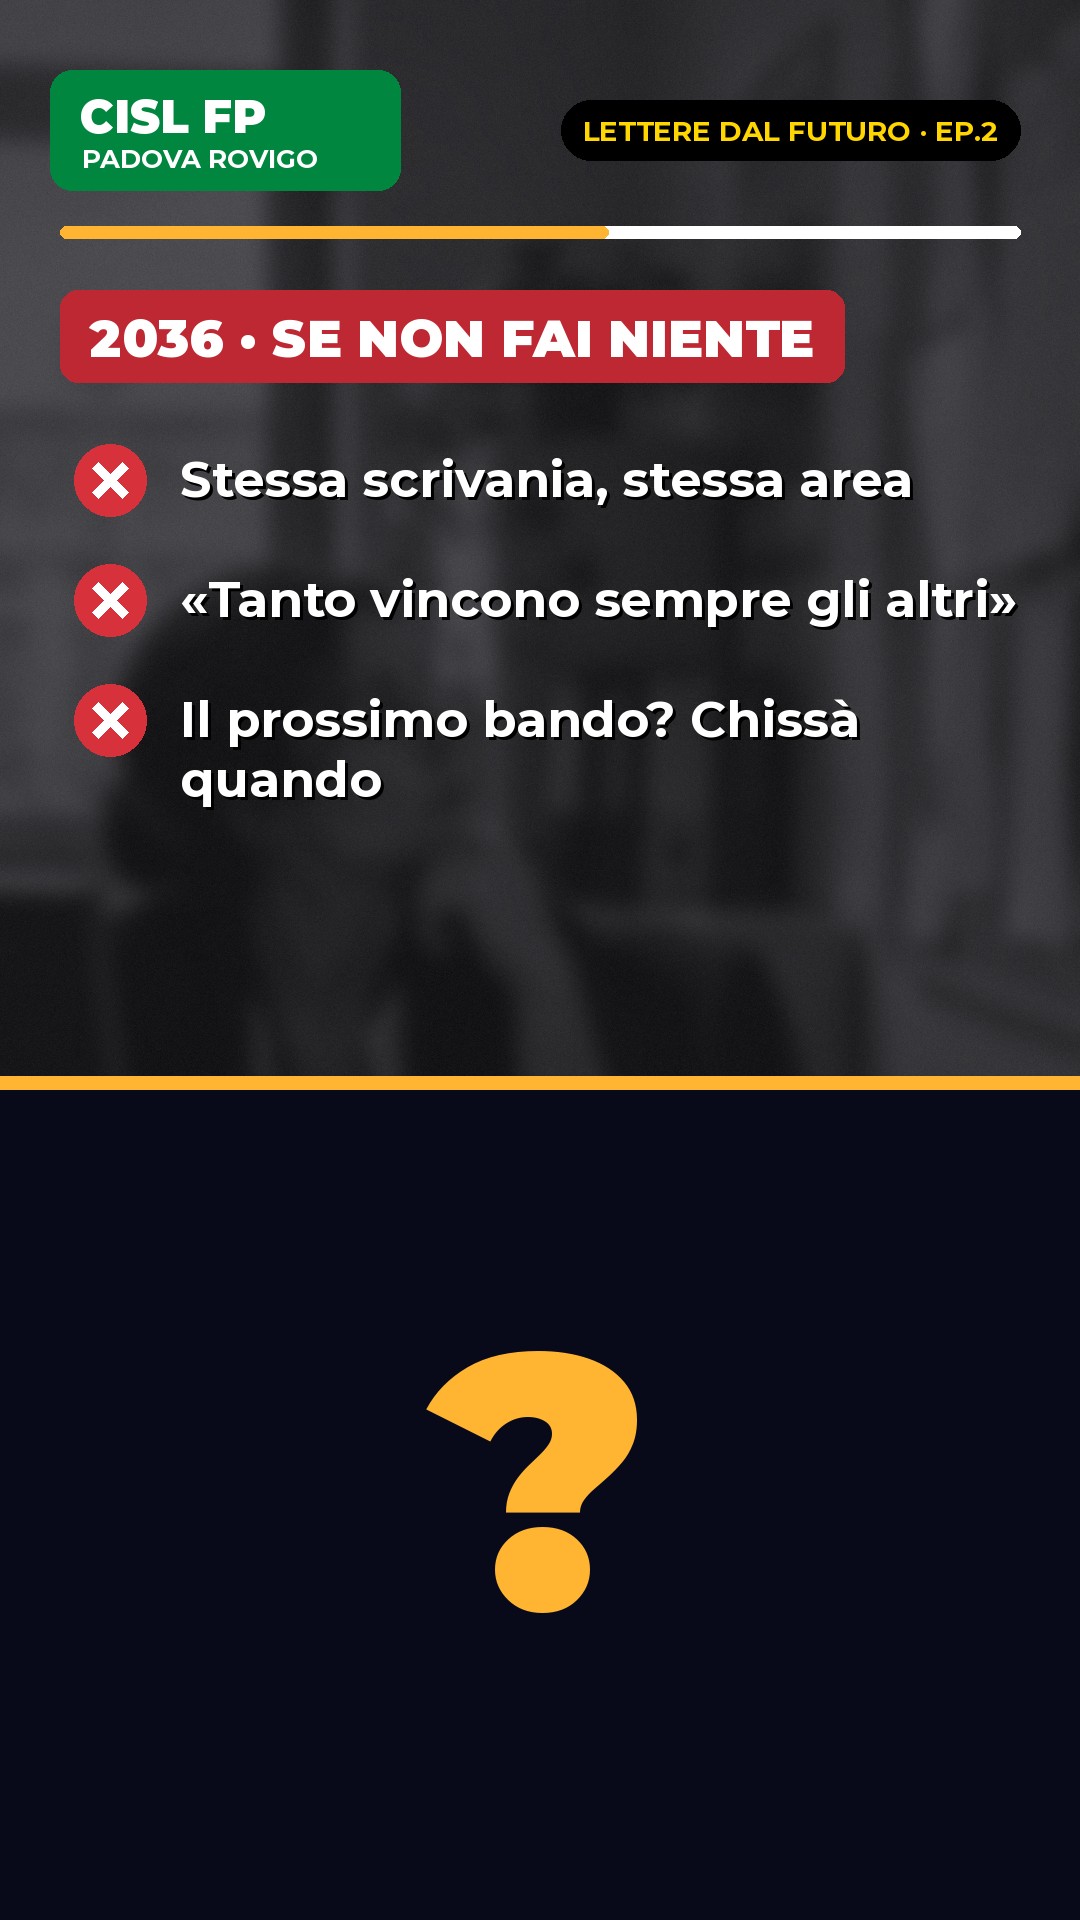 CISL FP
PADOVA ROVIGO
LETTERE DAL FUTURO · EP.2
2036 · SE NON FAI NIENTE
Stessa scrivania, stessa area
«Tanto vincono sempre gli altri»
Il prossimo bando? Chissà
quando
?